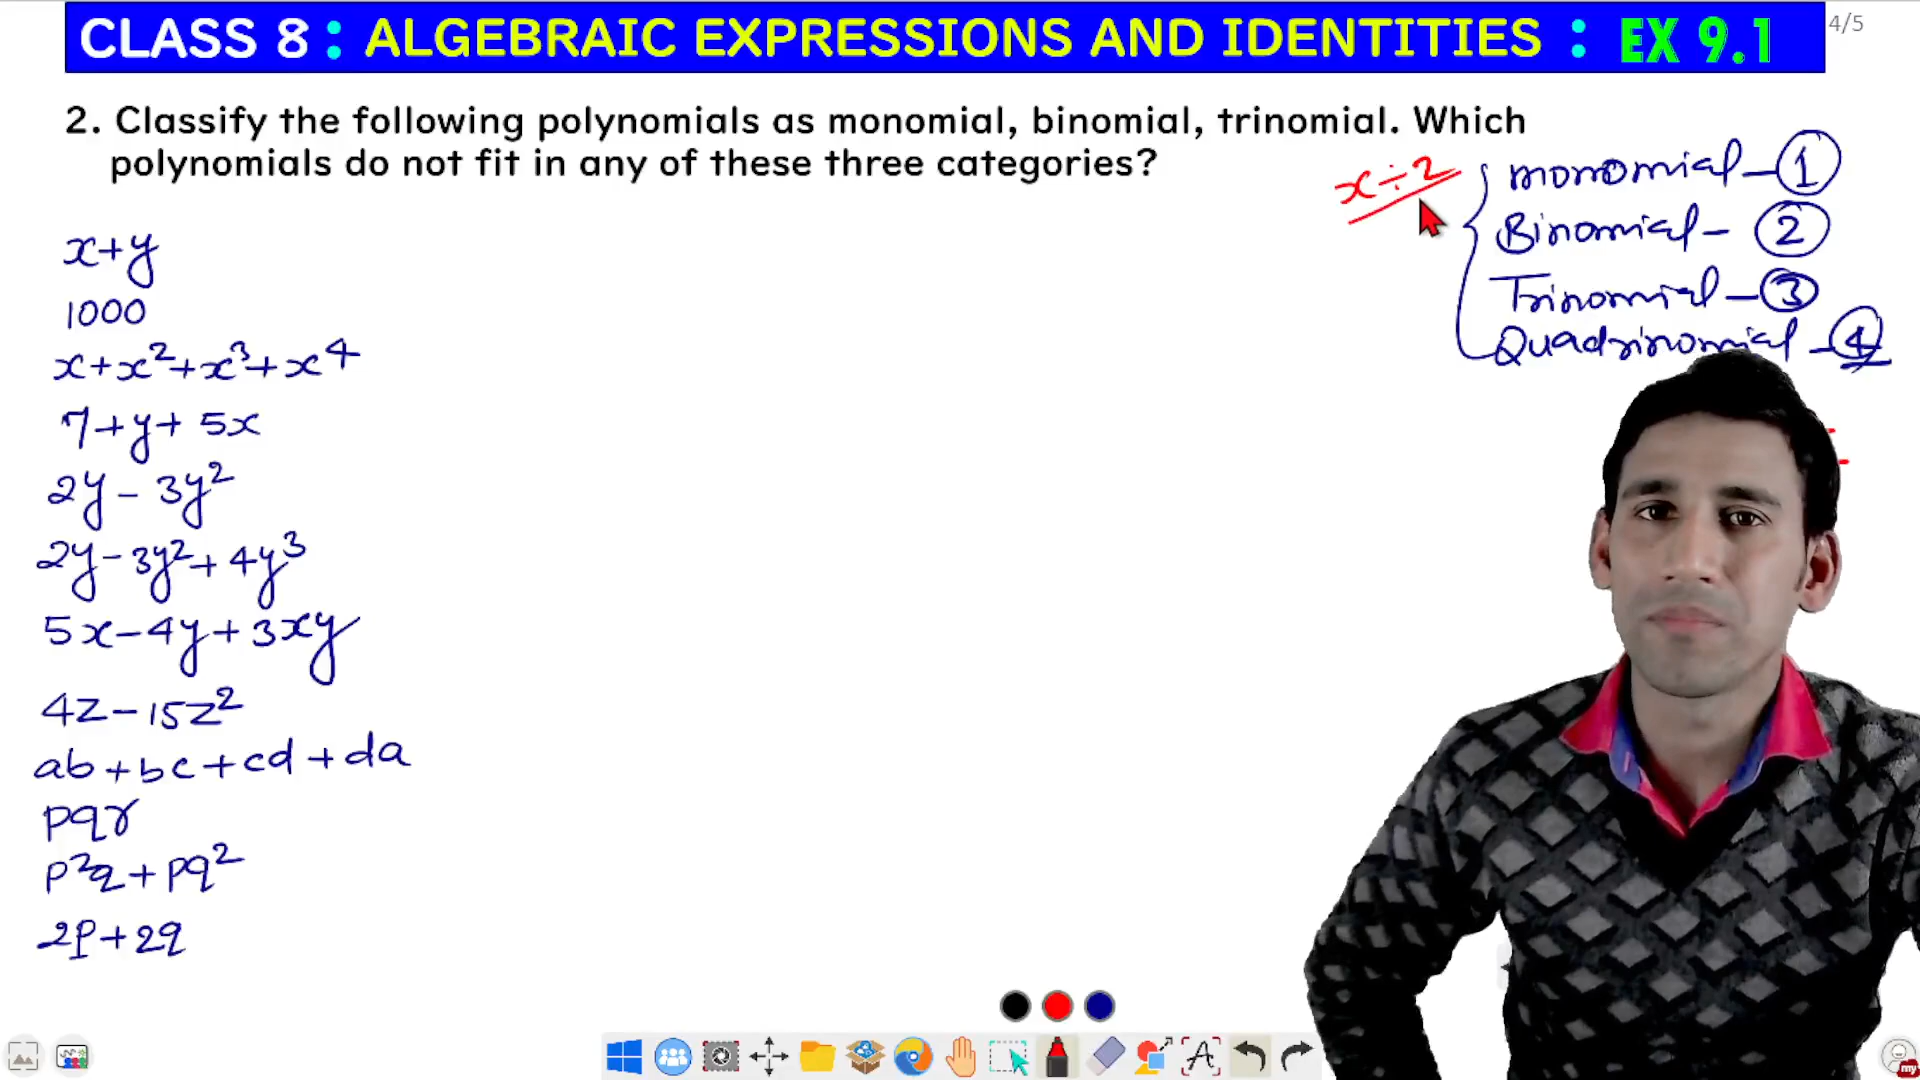 CLASS 8 : ALGEBRAIC EXPRESSIONS AND IDENTITIES : EX 9.1
4/5
2. Classify the following polynomials as monomial, binomial, trinomial. Which
polynomials do not fit in any of these three categories?
x÷2
monomial - 1
Binomial - 2
Trinomial - 3
Quadrinomial - 4
x+y
1000
x+x²+x³+x⁴
7+y+5x
2y-3y²
2y-3y²+4y³
5x-4y+3xy
4z-15z²
ab+bc+cd+da
pqr
p²q+pq²
2p+2q
my